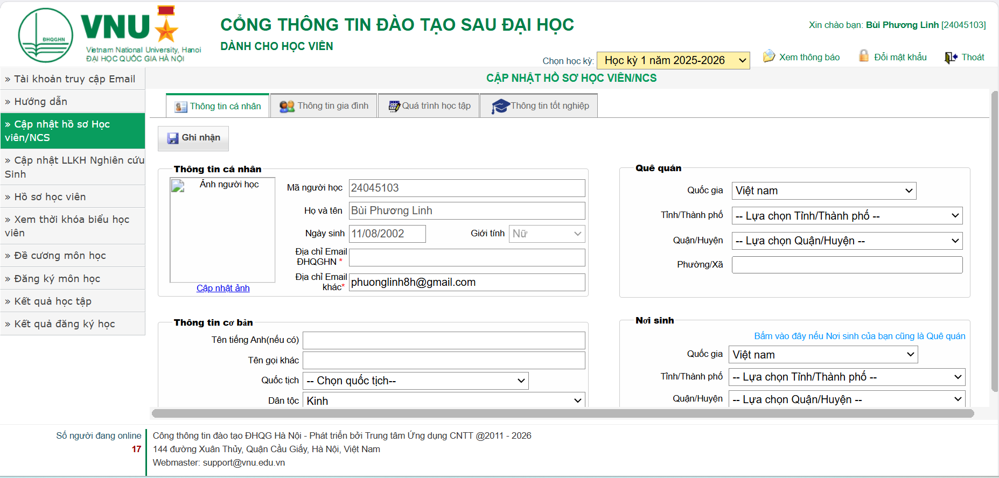 ĐHQGHN
VNU
Vietnam National University, Hanoi
ĐẠI HỌC QUỐC GIA HÀ NỘI
CỔNG THÔNG TIN ĐÀO TẠO SAU ĐẠI HỌC
DÀNH CHO HỌC VIÊN
Xin chào bạn: Bùi Phương Linh [24045103]
Chọn học kỳ: Học kỳ 1 năm 2025-2026
Xem thông báo
Đổi mật khẩu
Thoát
» Tài khoản truy cập Email
» Hướng dẫn
» Cập nhật hồ sơ Học
viên/NCS
» Cập nhật LLKH Nghiên cứu
Sinh
» Hồ sơ học viên
» Xem thời khóa biểu học
viên
» Đề cương môn học
» Đăng ký môn học
» Kết quả học tập
» Kết quả đăng ký học
CẬP NHẬT HỒ SƠ HỌC VIÊN/NCS
Thông tin cá nhân
Thông tin gia đình
Quá trình học tập
Thông tin tốt nghiệp
Ghi nhận
Thông tin cá nhân
Ảnh người học
Cập nhật ảnh
Mã người học 24045103
Họ và tên Bùi Phương Linh
Ngày sinh 11/08/2002 Giới tính Nữ
Địa chỉ Email
ĐHQGHN *
Địa chỉ Email
khác* phuonglinh8h@gmail.com
Quê quán
Quốc gia Việt nam
Tỉnh/Thành phố -- Lựa chọn Tỉnh/Thành phố --
Quận/Huyện -- Lựa chọn Quận/Huyện --
Phường/Xã
Thông tin cơ bản
Tên tiếng Anh(nếu có)
Tên gọi khác
Quốc tịch -- Chọn quốc tịch--
Dân tộc Kinh
Nơi sinh
Bấm vào đây nếu Nơi sinh của bạn cũng là Quê quán
Quốc gia Việt nam
Tỉnh/Thành phố -- Lựa chọn Tỉnh/Thành phố --
Quận/Huyện -- Lựa chọn Quận/Huyện --
Số người đang online
17
Công thông tin đào tạo ĐHQG Hà Nội - Phát triển bởi Trung tâm Ứng dụng CNTT @2011 - 2026
144 đường Xuân Thủy, Quận Cầu Giấy, Hà Nội, Việt Nam
Webmaster: support@vnu.edu.vn